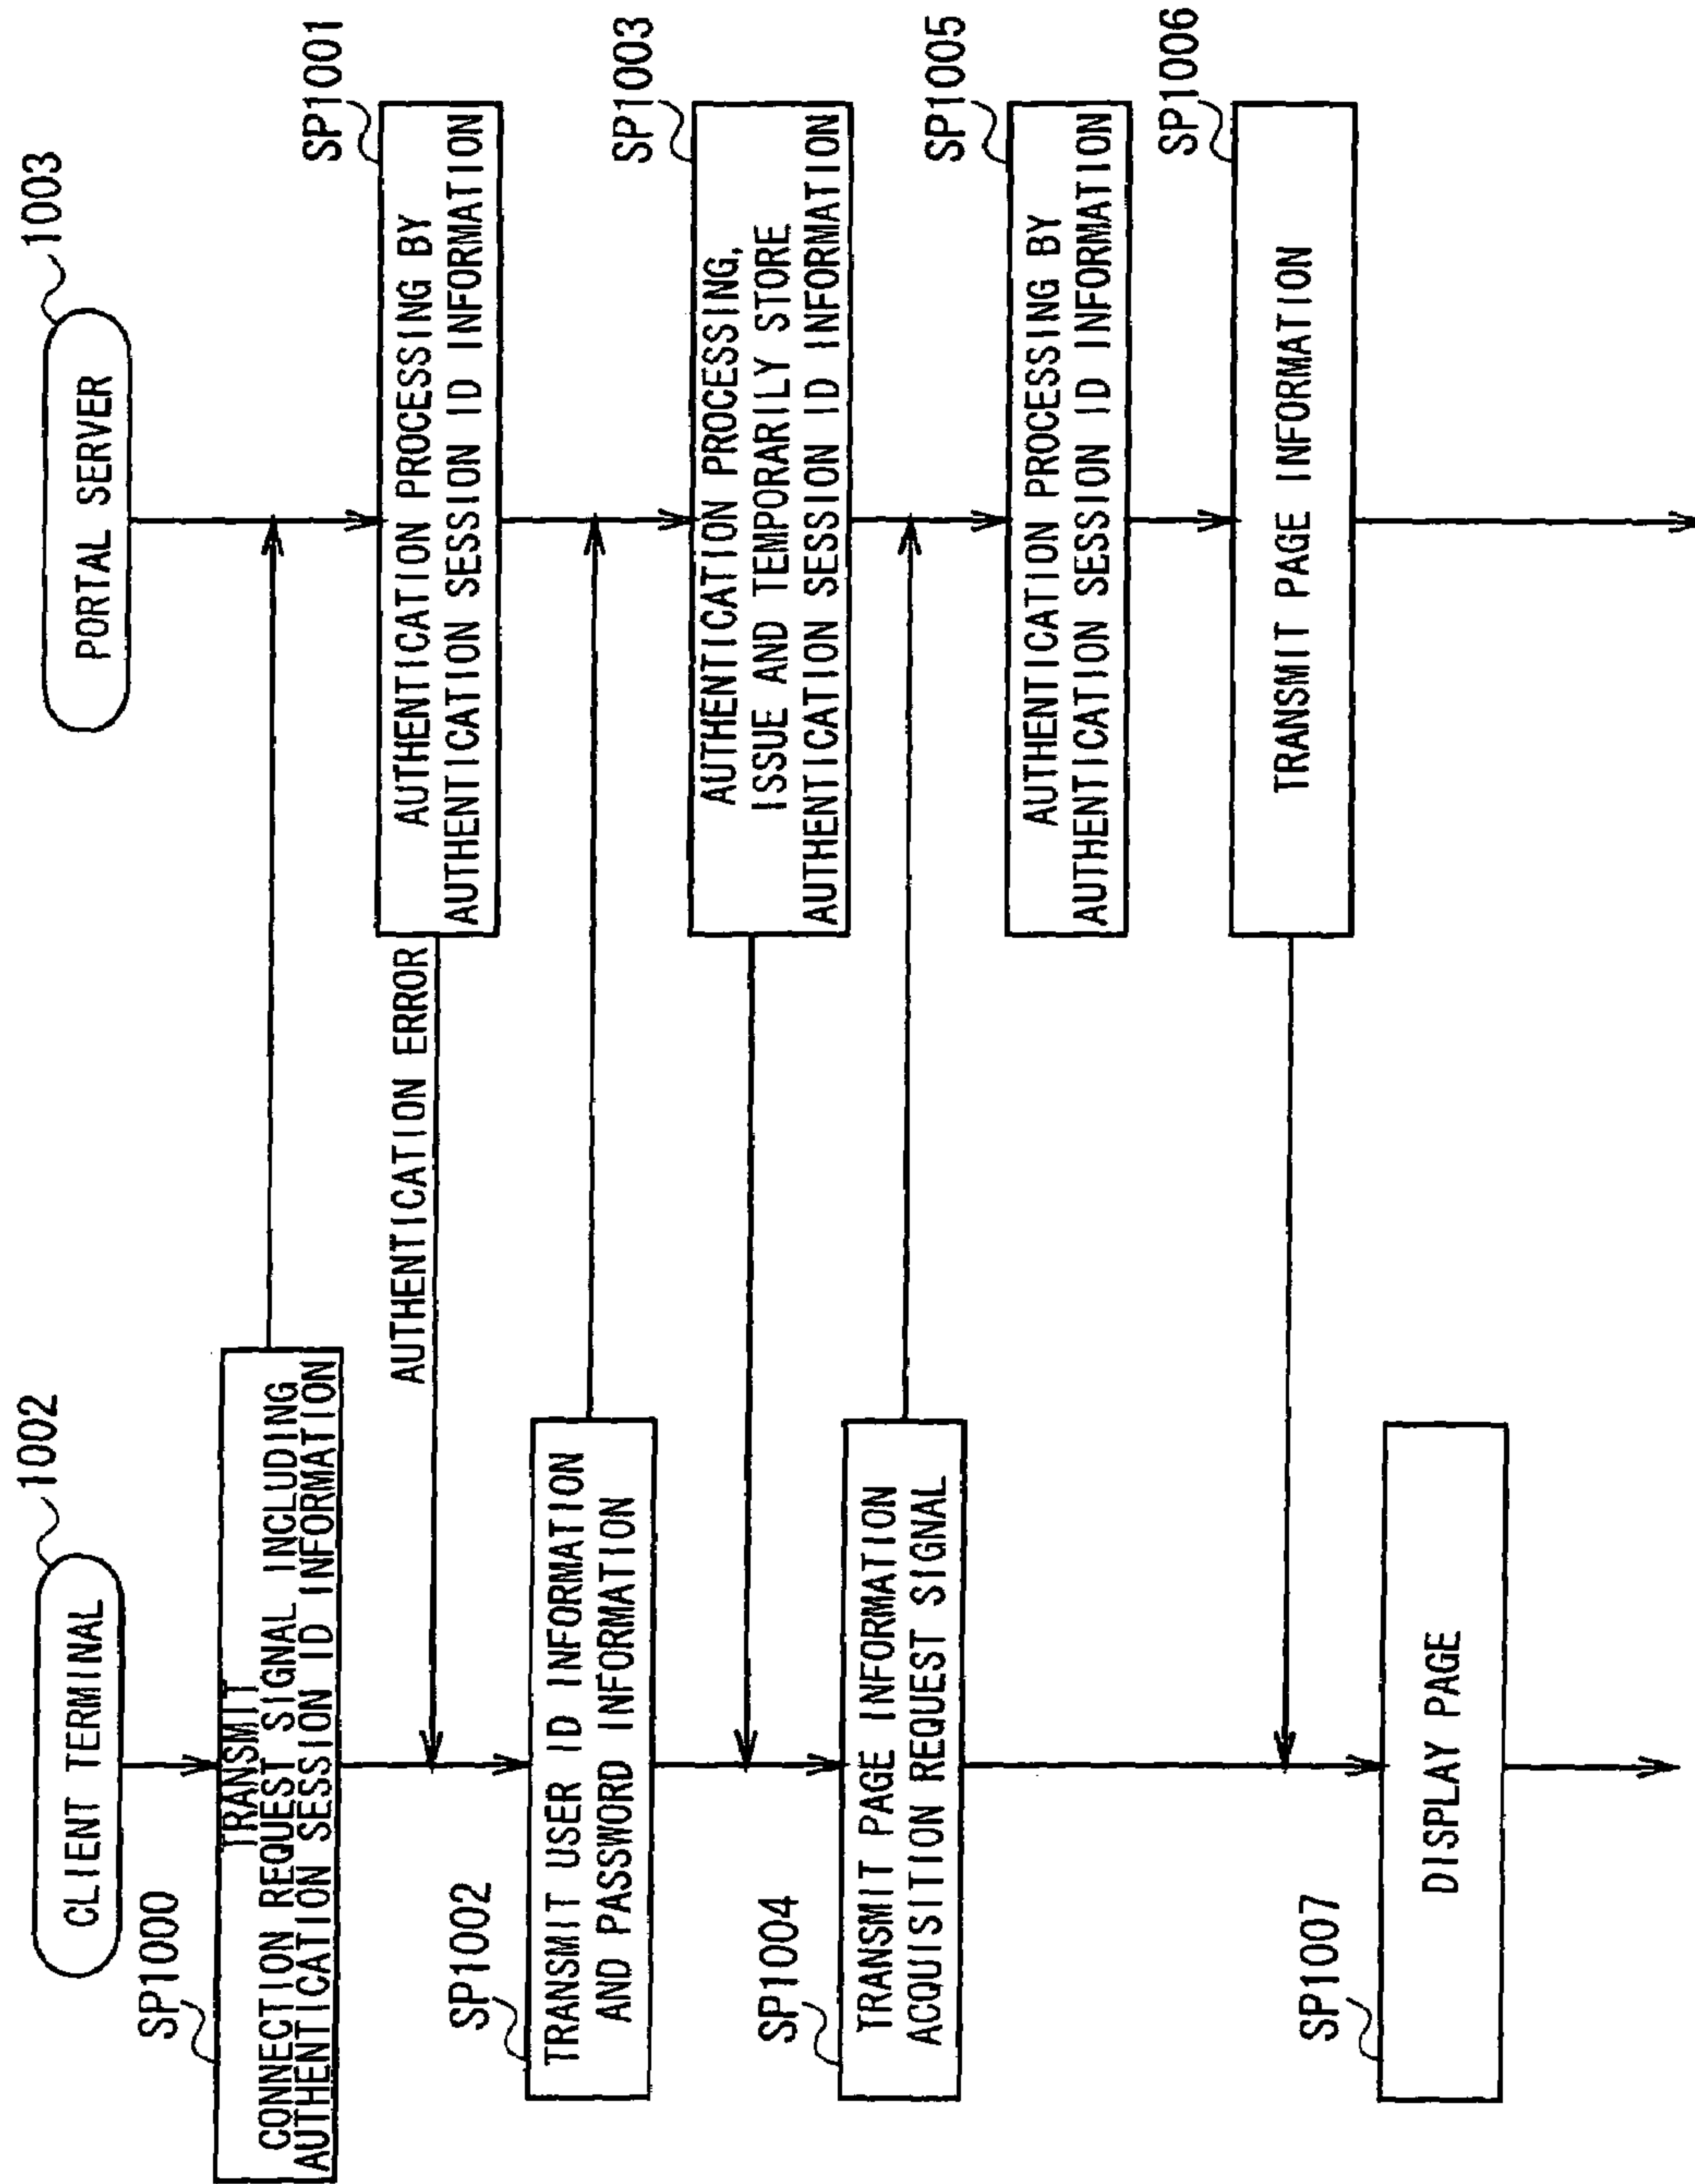 CLIENT TERMINAL
1002
PORTAL SERVER
1003
SP1000
TRANSMIT
CONNECTION REQUEST SIGNAL INCLUDING
AUTHENTICATION SESSION ID INFORMATION
SP1001
AUTHENTICATION PROCESSING BY
AUTHENTICATION SESSION ID INFORMATION
AUTHENTICATION ERROR
SP1002
TRANSMIT USER ID INFORMATION
AND PASSWORD INFORMATION
SP1003
AUTHENTICATION PROCESSING,
ISSUE AND TEMPORARILY STORE
AUTHENTICATION SESSION ID INFORMATION
SP1004
TRANSMIT PAGE INFORMATION
ACQUISITION REQUEST SIGNAL
SP1005
AUTHENTICATION PROCESSING BY
AUTHENTICATION SESSION ID INFORMATION
SP1006
TRANSMIT PAGE INFORMATION
SP1007
DISPLAY PAGE